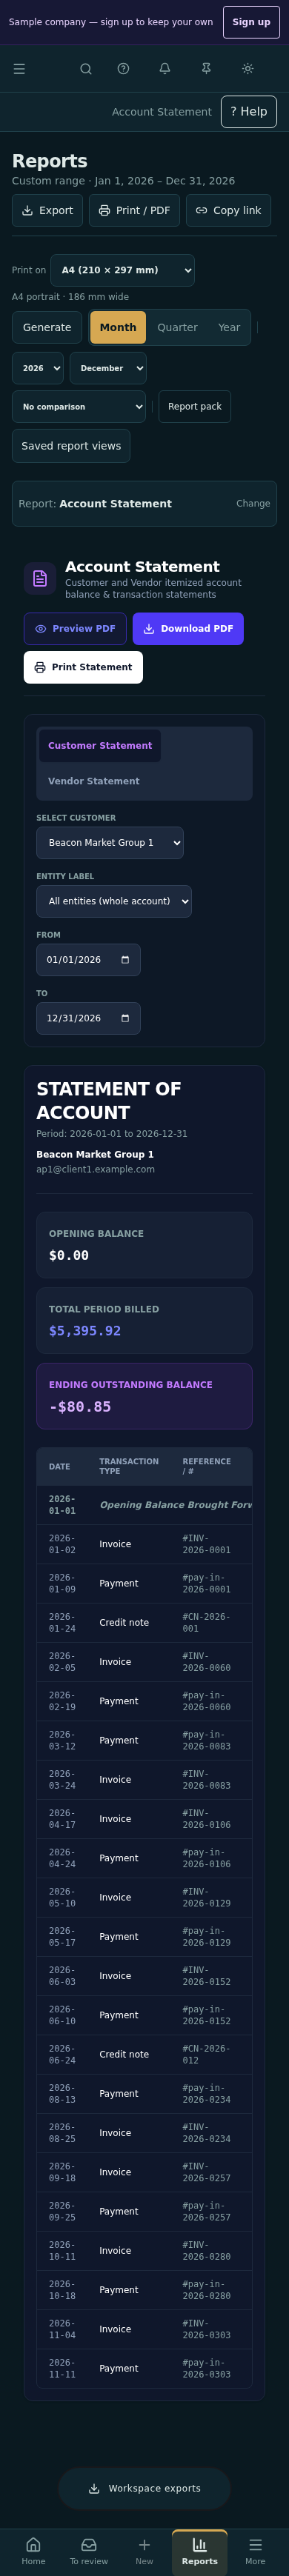 Sample company — sign up to keep your own
Sign up
Account Statement
? Help
Reports
Custom range · Jan 1, 2026 – Dec 31, 2026
Export
Print / PDF
Copy link
Print on
A4 (210 × 297 mm)
A4 portrait · 186 mm wide
Generate
Month
Quarter
Year
2026
December
No comparison
Report pack
Saved report views
Report: Account Statement
Change
Account Statement
Customer and Vendor itemized account
balance & transaction statements
Preview PDF
Download PDF
Print Statement
Customer Statement
Vendor Statement
SELECT CUSTOMER
Beacon Market Group 1
ENTITY LABEL
All entities (whole account)
FROM
01/01/2026
TO
12/31/2026
STATEMENT OF
ACCOUNT
Period: 2026-01-01 to 2026-12-31
Beacon Market Group 1
ap1@client1.example.com
OPENING BALANCE
$0.00
TOTAL PERIOD BILLED
$5,395.92
ENDING OUTSTANDING BALANCE
-$80.85
DATE
TRANSACTION
TYPE
REFERENCE
/ #
2026-
01-01
Opening Balance Brought Forw
2026-
01-02
Invoice
#INV-
2026-0001
2026-
01-09
Payment
#pay-in-
2026-0001
2026-
01-24
Credit note
#CN-2026-
001
2026-
02-05
Invoice
#INV-
2026-0060
2026-
02-19
Payment
#pay-in-
2026-0060
2026-
03-12
Payment
#pay-in-
2026-0083
2026-
03-24
Invoice
#INV-
2026-0083
2026-
04-17
Invoice
#INV-
2026-0106
2026-
04-24
Payment
#pay-in-
2026-0106
2026-
05-10
Invoice
#INV-
2026-0129
2026-
05-17
Payment
#pay-in-
2026-0129
2026-
06-03
Invoice
#INV-
2026-0152
2026-
06-10
Payment
#pay-in-
2026-0152
2026-
06-24
Credit note
#CN-2026-
012
2026-
08-13
Payment
#pay-in-
2026-0234
2026-
08-25
Invoice
#INV-
2026-0234
2026-
09-18
Invoice
#INV-
2026-0257
2026-
09-25
Payment
#pay-in-
2026-0257
2026-
10-11
Invoice
#INV-
2026-0280
2026-
10-18
Payment
#pay-in-
2026-0280
2026-
11-04
Invoice
#INV-
2026-0303
2026-
11-11
Payment
#pay-in-
2026-0303
Workspace exports
Home
To review
New
Reports
More